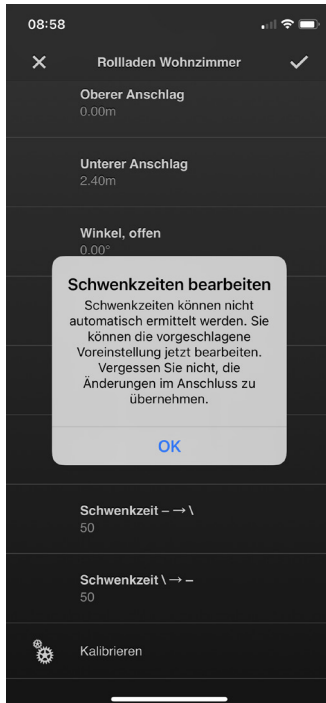 08:58
Rollladen Wohnzimmer
Oberer Anschlag
0.00m
Unterer Anschlag
2.40m
Winkel, offen
0.00°
Schwenkzeiten bearbeiten
Schwenkzeiten können nicht
automatisch ermittelt werden. Sie
können die vorgeschlagene
Voreinstellung jetzt bearbeiten.
Vergessen Sie nicht, die
Änderungen im Anschluss zu
übernehmen.
OK
Schwenkzeit – → \
50
Schwenkzeit \ → –
50
Kalibrieren